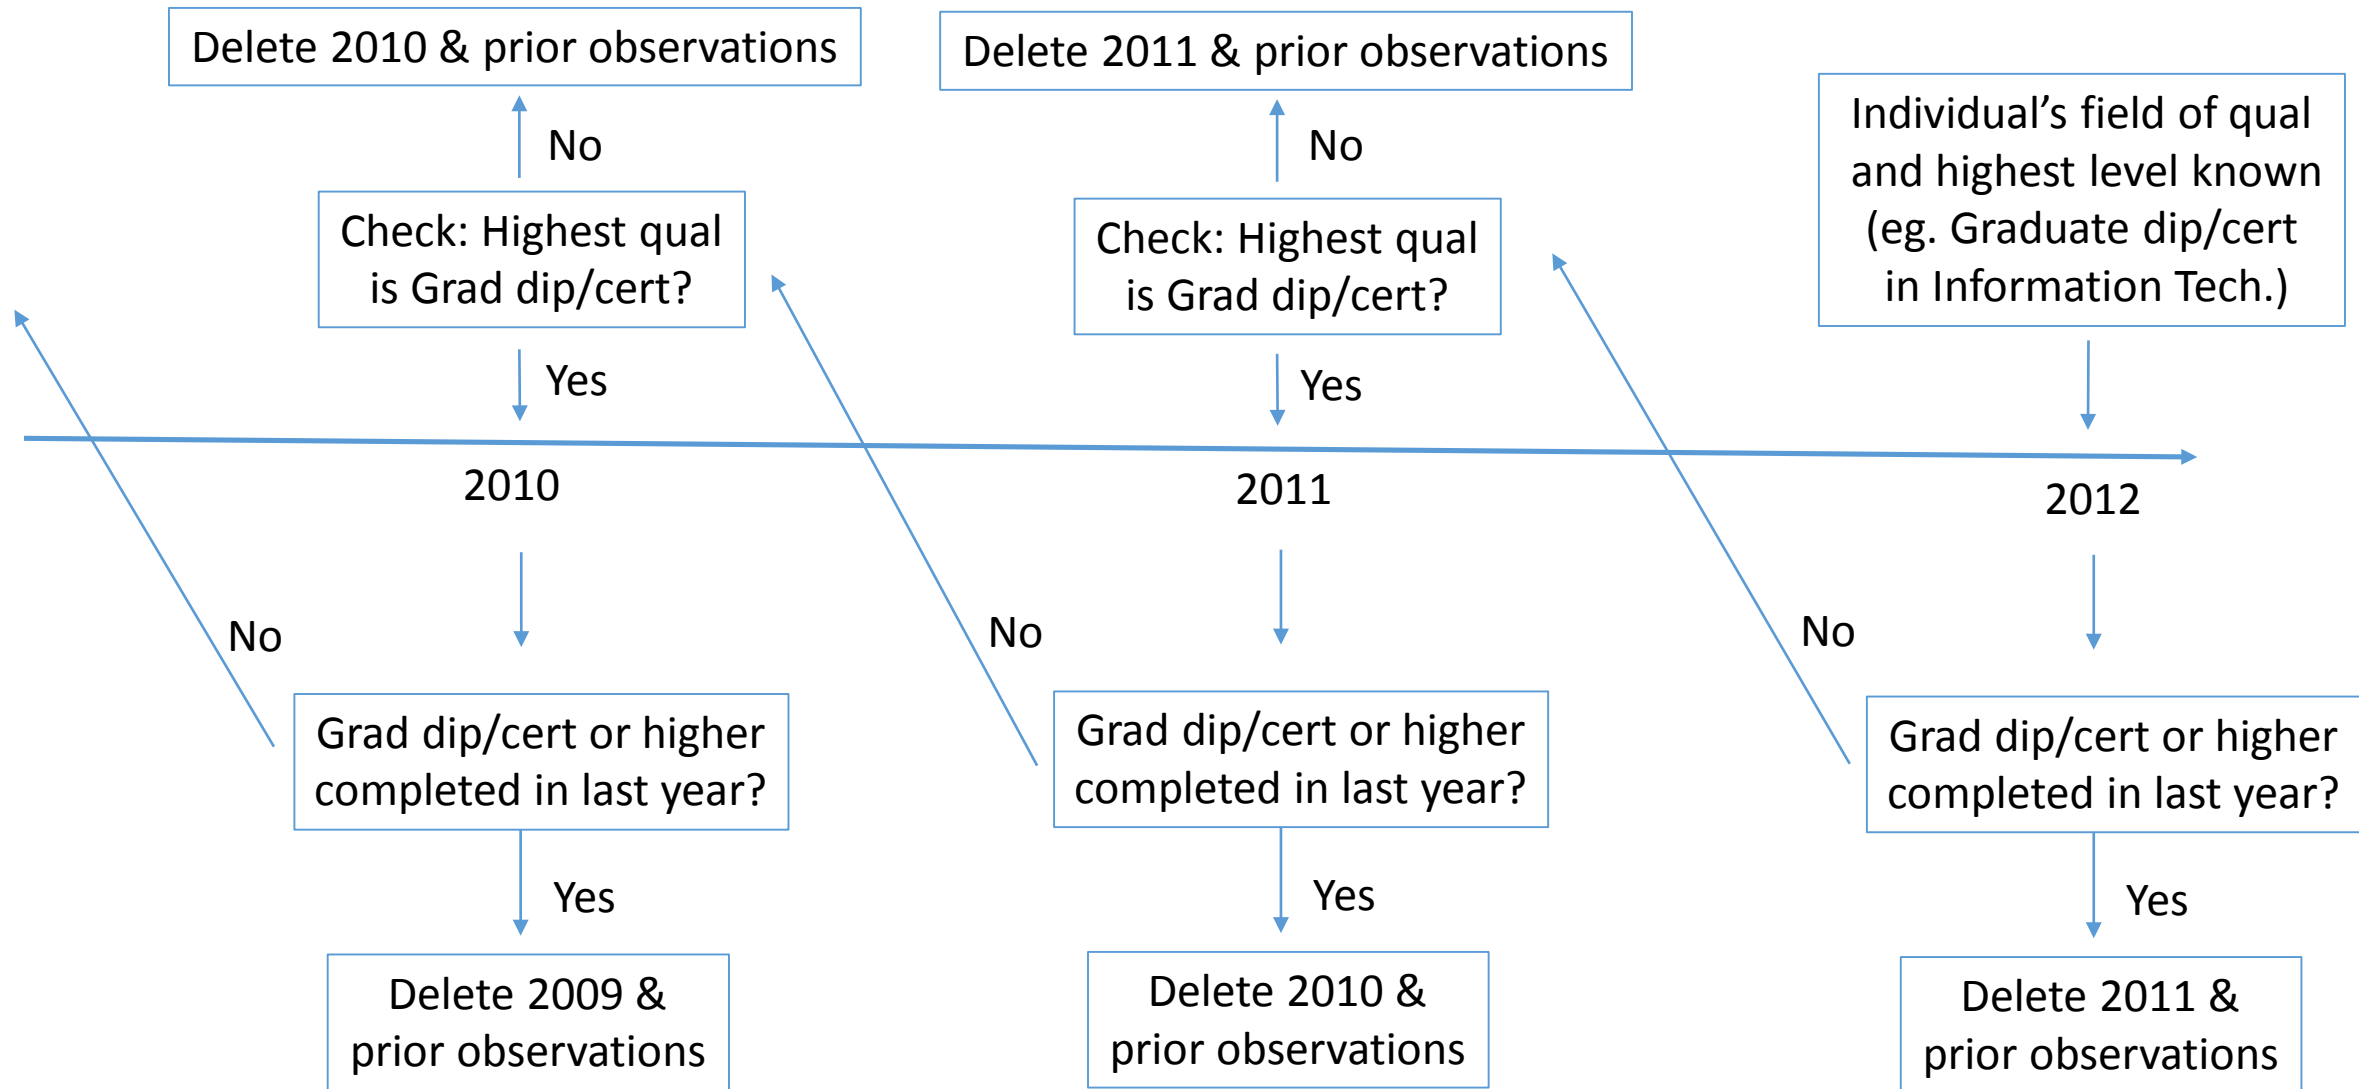 Delete 2010 & prior observations
No
Check: Highest qual
is Grad dip/cert?
Yes
2010
No
Grad dip/cert or higher
completed in last year?
Yes
Delete 2009 &
prior observations
Delete 2011 & prior observations
No
Check: Highest qual
is Grad dip/cert?
Yes
2011
No
Grad dip/cert or higher
completed in last year?
Yes
Delete 2010 &
prior observations
Individual’s field of qual
and highest level known
(eg. Graduate dip/cert
in Information Tech.)
2012
No
Grad dip/cert or higher
completed in last year?
Yes
Delete 2011 &
prior observations